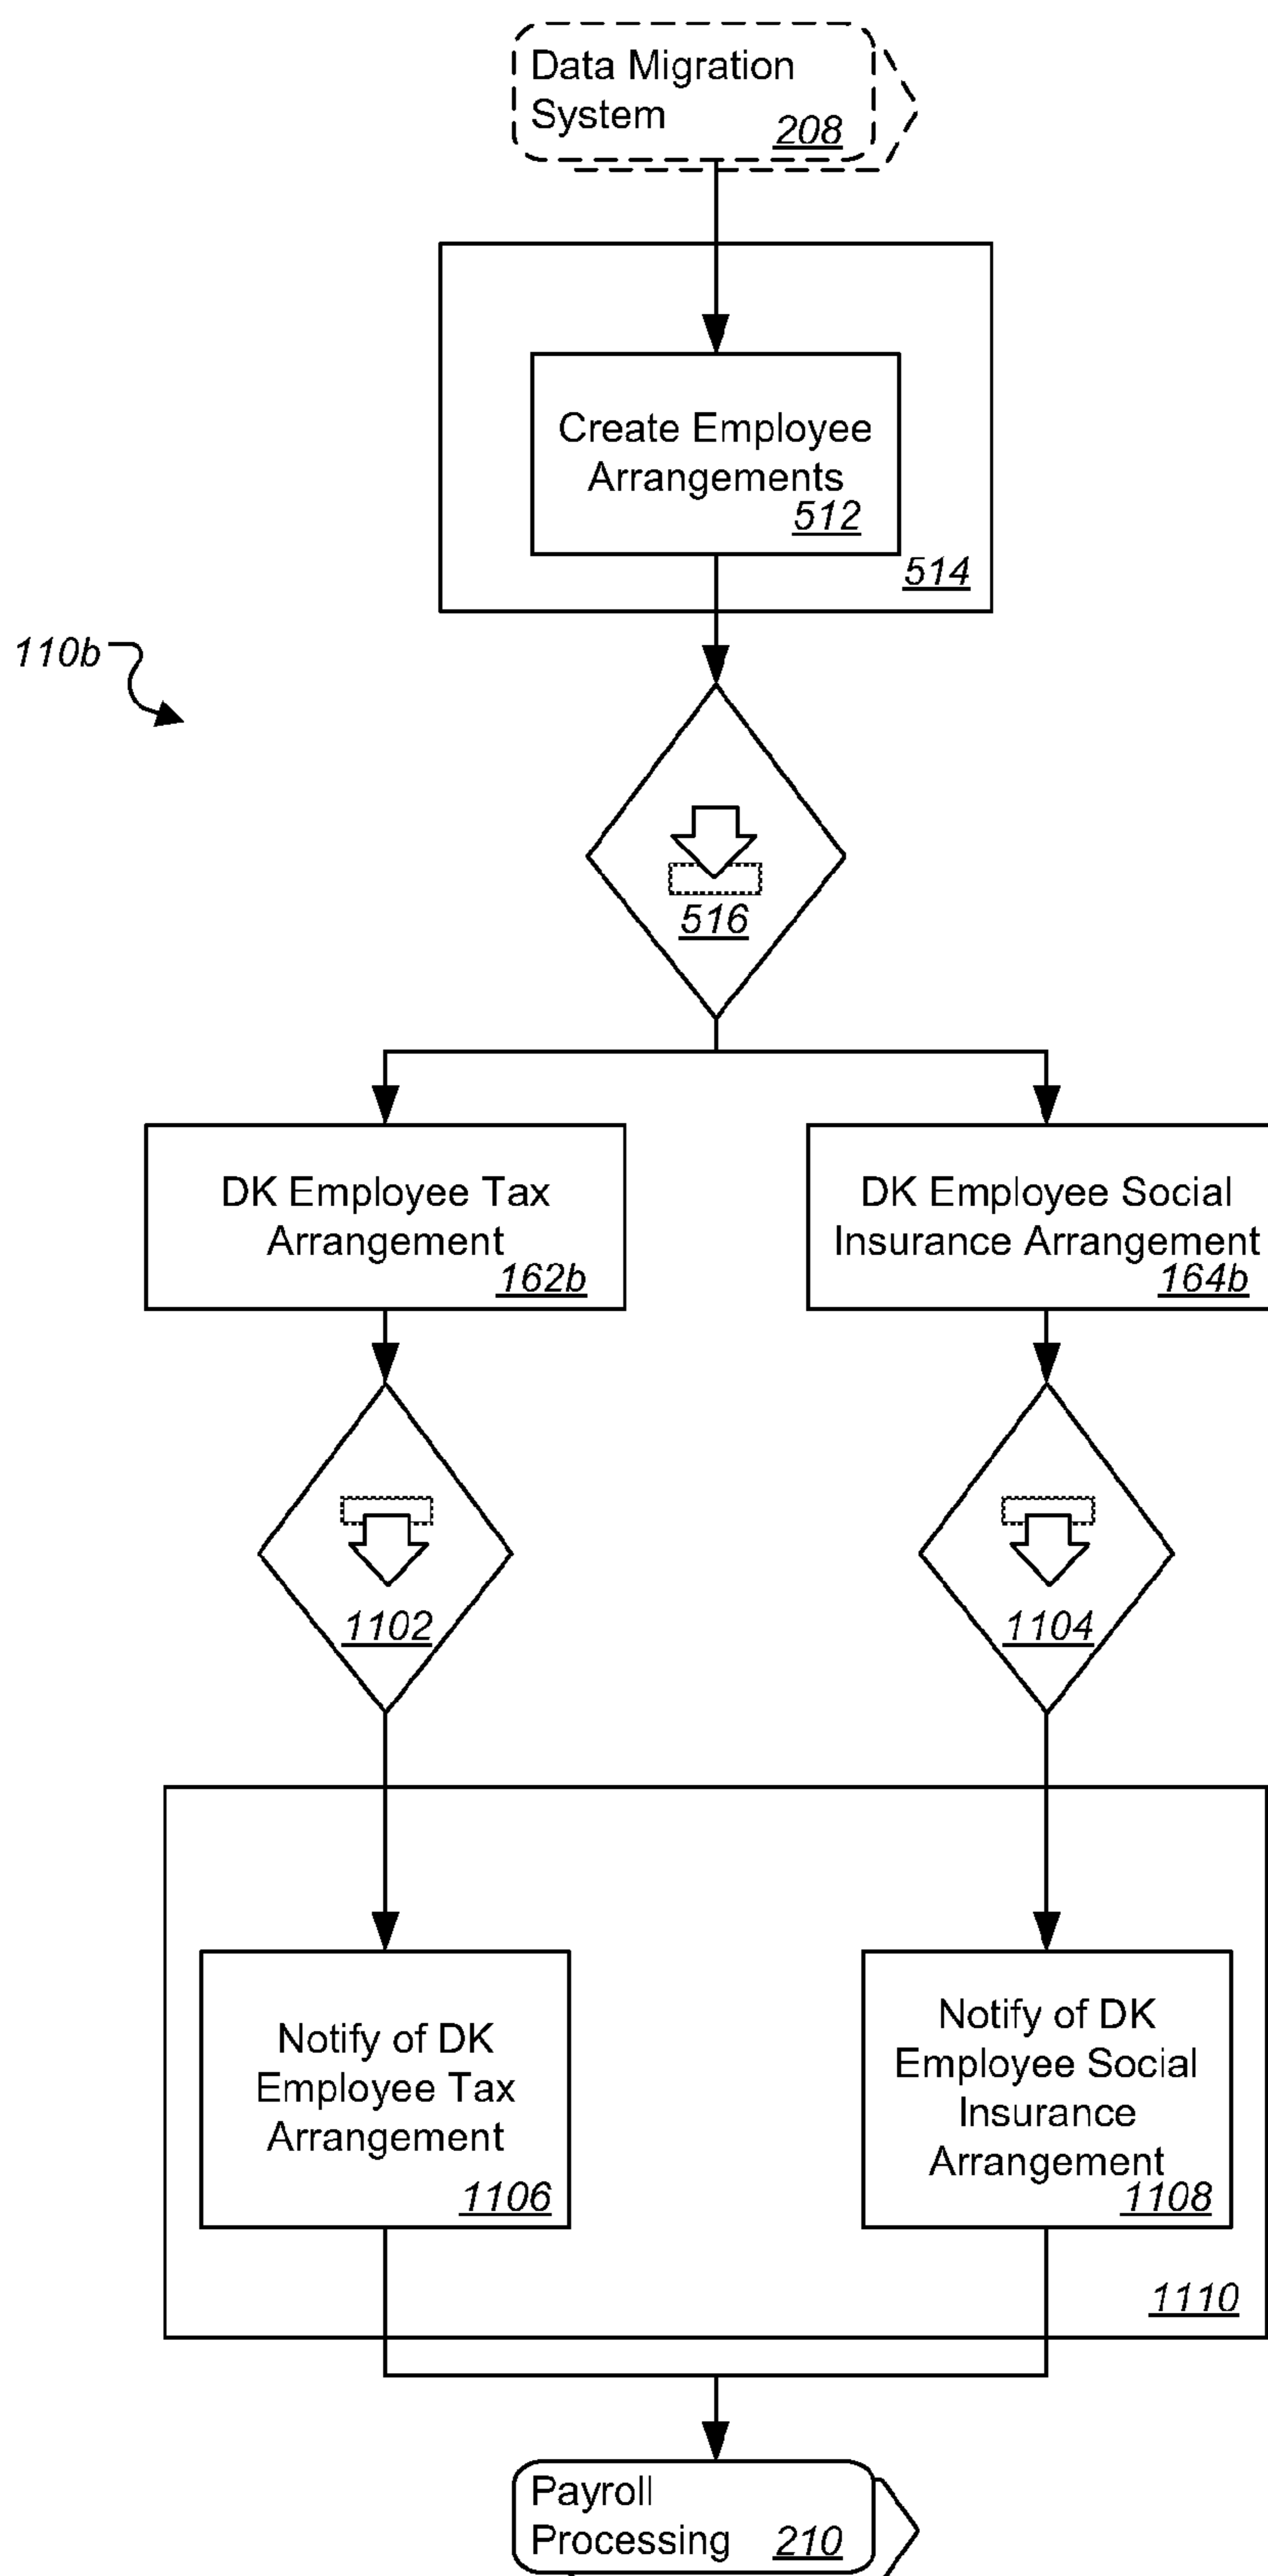 Data Migration
System
208
Create Employee
Arrangements
512
514
110b
516
DK Employee Tax
Arrangement
162b
DK Employee Social
Insurance Arrangement
164b
1102
1104
Notify of DK
Employee Tax
Arrangement
1106
Notify of DK
Employee Social
Insurance
Arrangement
1108
1110
Payroll
Processing
210